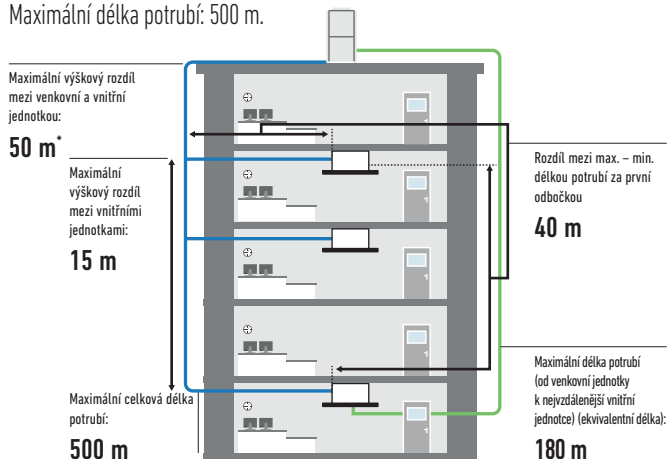 Maximální délka potrubí: 500 m.
Maximální výškový rozdíl
mezi venkovní a vnitřní
jednotkou:
50 m*
Maximální
výškový rozdíl
mezi vnitřními
jednotkami:
15 m
Maximální celková délka
potrubí:
500 m
Rozdíl mezi max. – min.
délkou potrubí za první
odbočkou
40 m
Maximální délka potrubí
(od venkovní jednotky
k nejvzdálenější vnitřní
jednotce) (ekvivalentní délka):
180 m